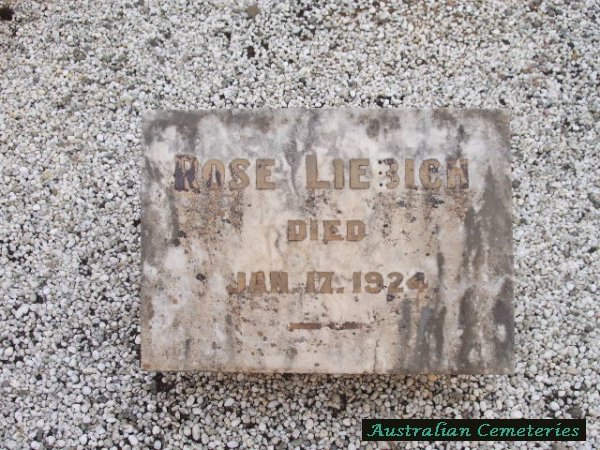 ROSE LIEBICH
DIED
JAN. 17. 1924
Australian Cemeteries